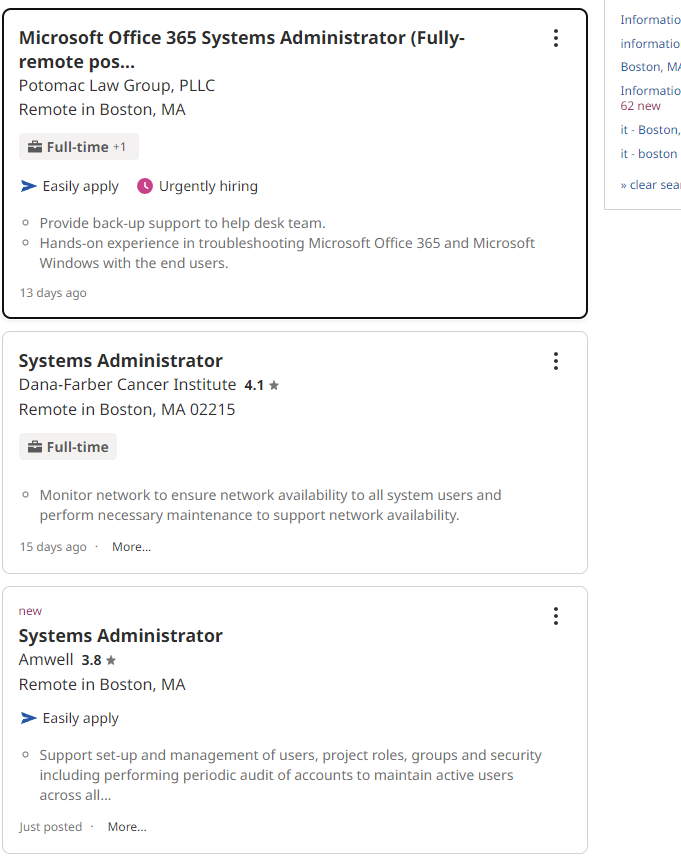 Microsoft Office 365 Systems Administrator (Fully-
remote pos...
Potomac Law Group, PLLC
Remote in Boston, MA
Full-time +1
Easily apply Urgently hiring
Provide back-up support to help desk team.
Hands-on experience in troubleshooting Microsoft Office 365 and Microsoft
Windows with the end users.
13 days ago
Systems Administrator
Dana-Farber Cancer Institute 4.1
Remote in Boston, MA 02215
Full-time
Monitor network to ensure network availability to all system users and
perform necessary maintenance to support network availability.
15 days ago · More...
new
Systems Administrator
Amwell 3.8
Remote in Boston, MA
Easily apply
Support set-up and management of users, project roles, groups and security
including performing periodic audit of accounts to maintain active users
across all...
Just posted · More...
Informatio
informatio
Boston, MA
Informatio
62 new
it - Boston,
it - boston
» clear sea